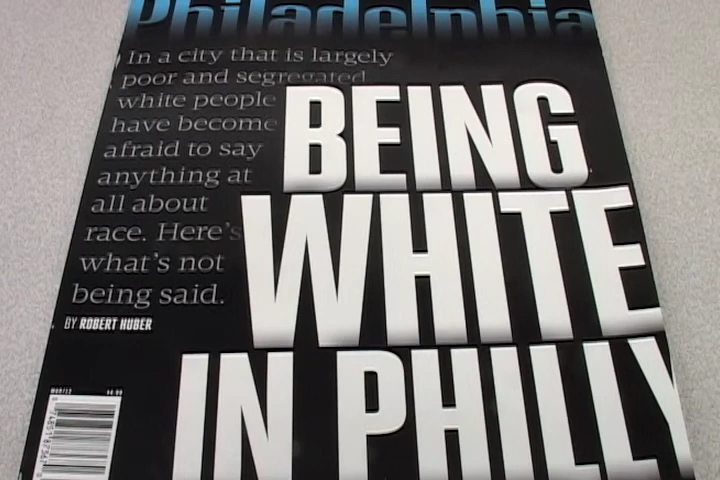 Philadelphia
In a city that is largely
poor and segregated
white people
have become
afraid to say
anything at
all about
race. Here's
what's not
being said.
BY ROBERT HUBER
BEING
WHITE
IN PHILLY